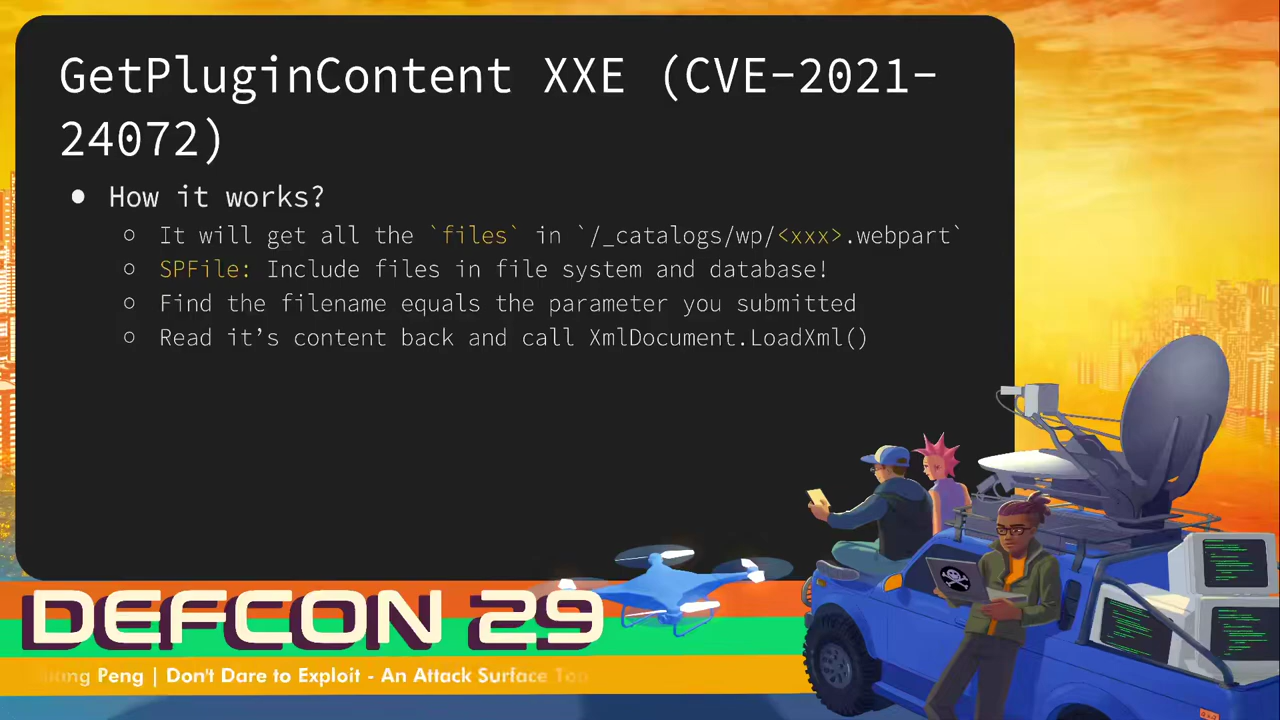 GetPluginContent XXE (CVE-2021-
24072)
● How it works?
○ It will get all the `files` in `/_catalogs/wp/<xxx>.webpart`
○ SPFile: Include files in file system and database!
○ Find the filename equals the parameter you submitted
○ Read it’s content back and call XmlDocument.LoadXml()
DEFCON 29
Peng | Don't Dare to Exploit - An Attack Surface